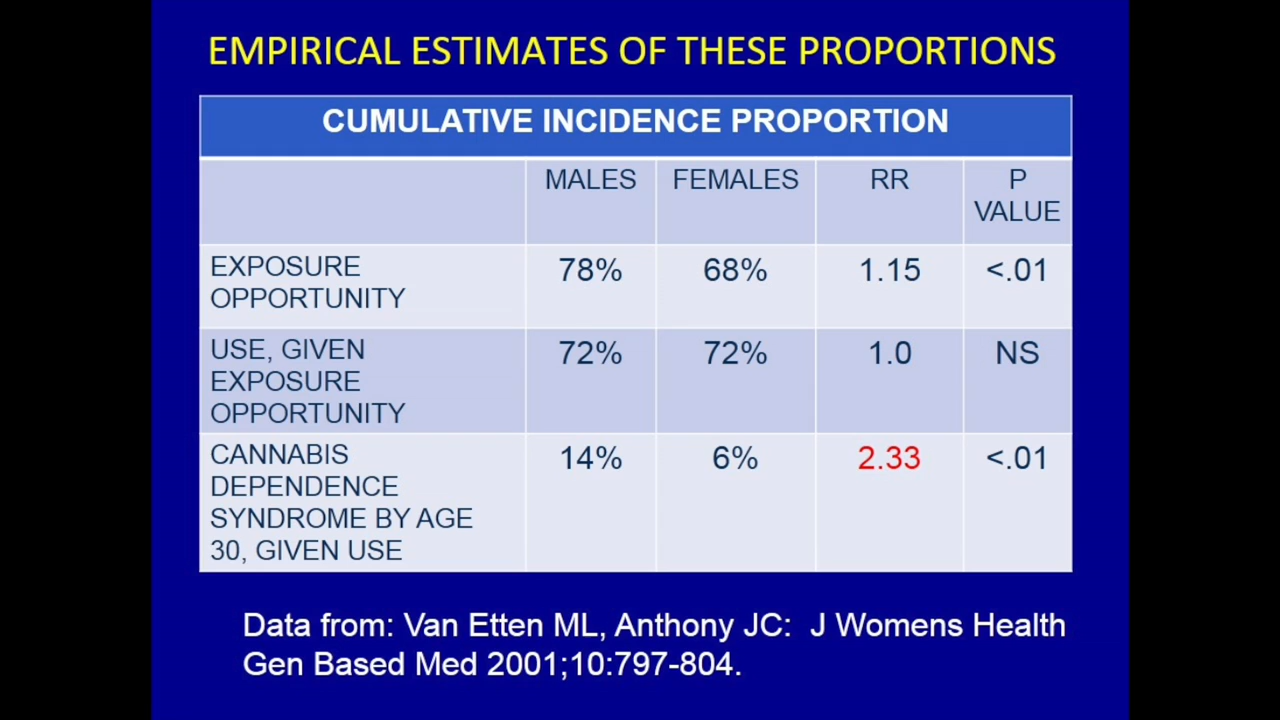 EMPIRICAL ESTIMATES OF THESE PROPORTIONS
CUMULATIVE INCIDENCE PROPORTION
MALES FEMALES RR P VALUE
EXPOSURE OPPORTUNITY 78% 68% 1.15 <.01
USE, GIVEN EXPOSURE OPPORTUNITY 72% 72% 1.0 NS
CANNABIS DEPENDENCE SYNDROME BY AGE 30, GIVEN USE 14% 6% 2.33 <.01
Data from: Van Etten ML, Anthony JC: J Womens Health
Gen Based Med 2001;10:797-804.